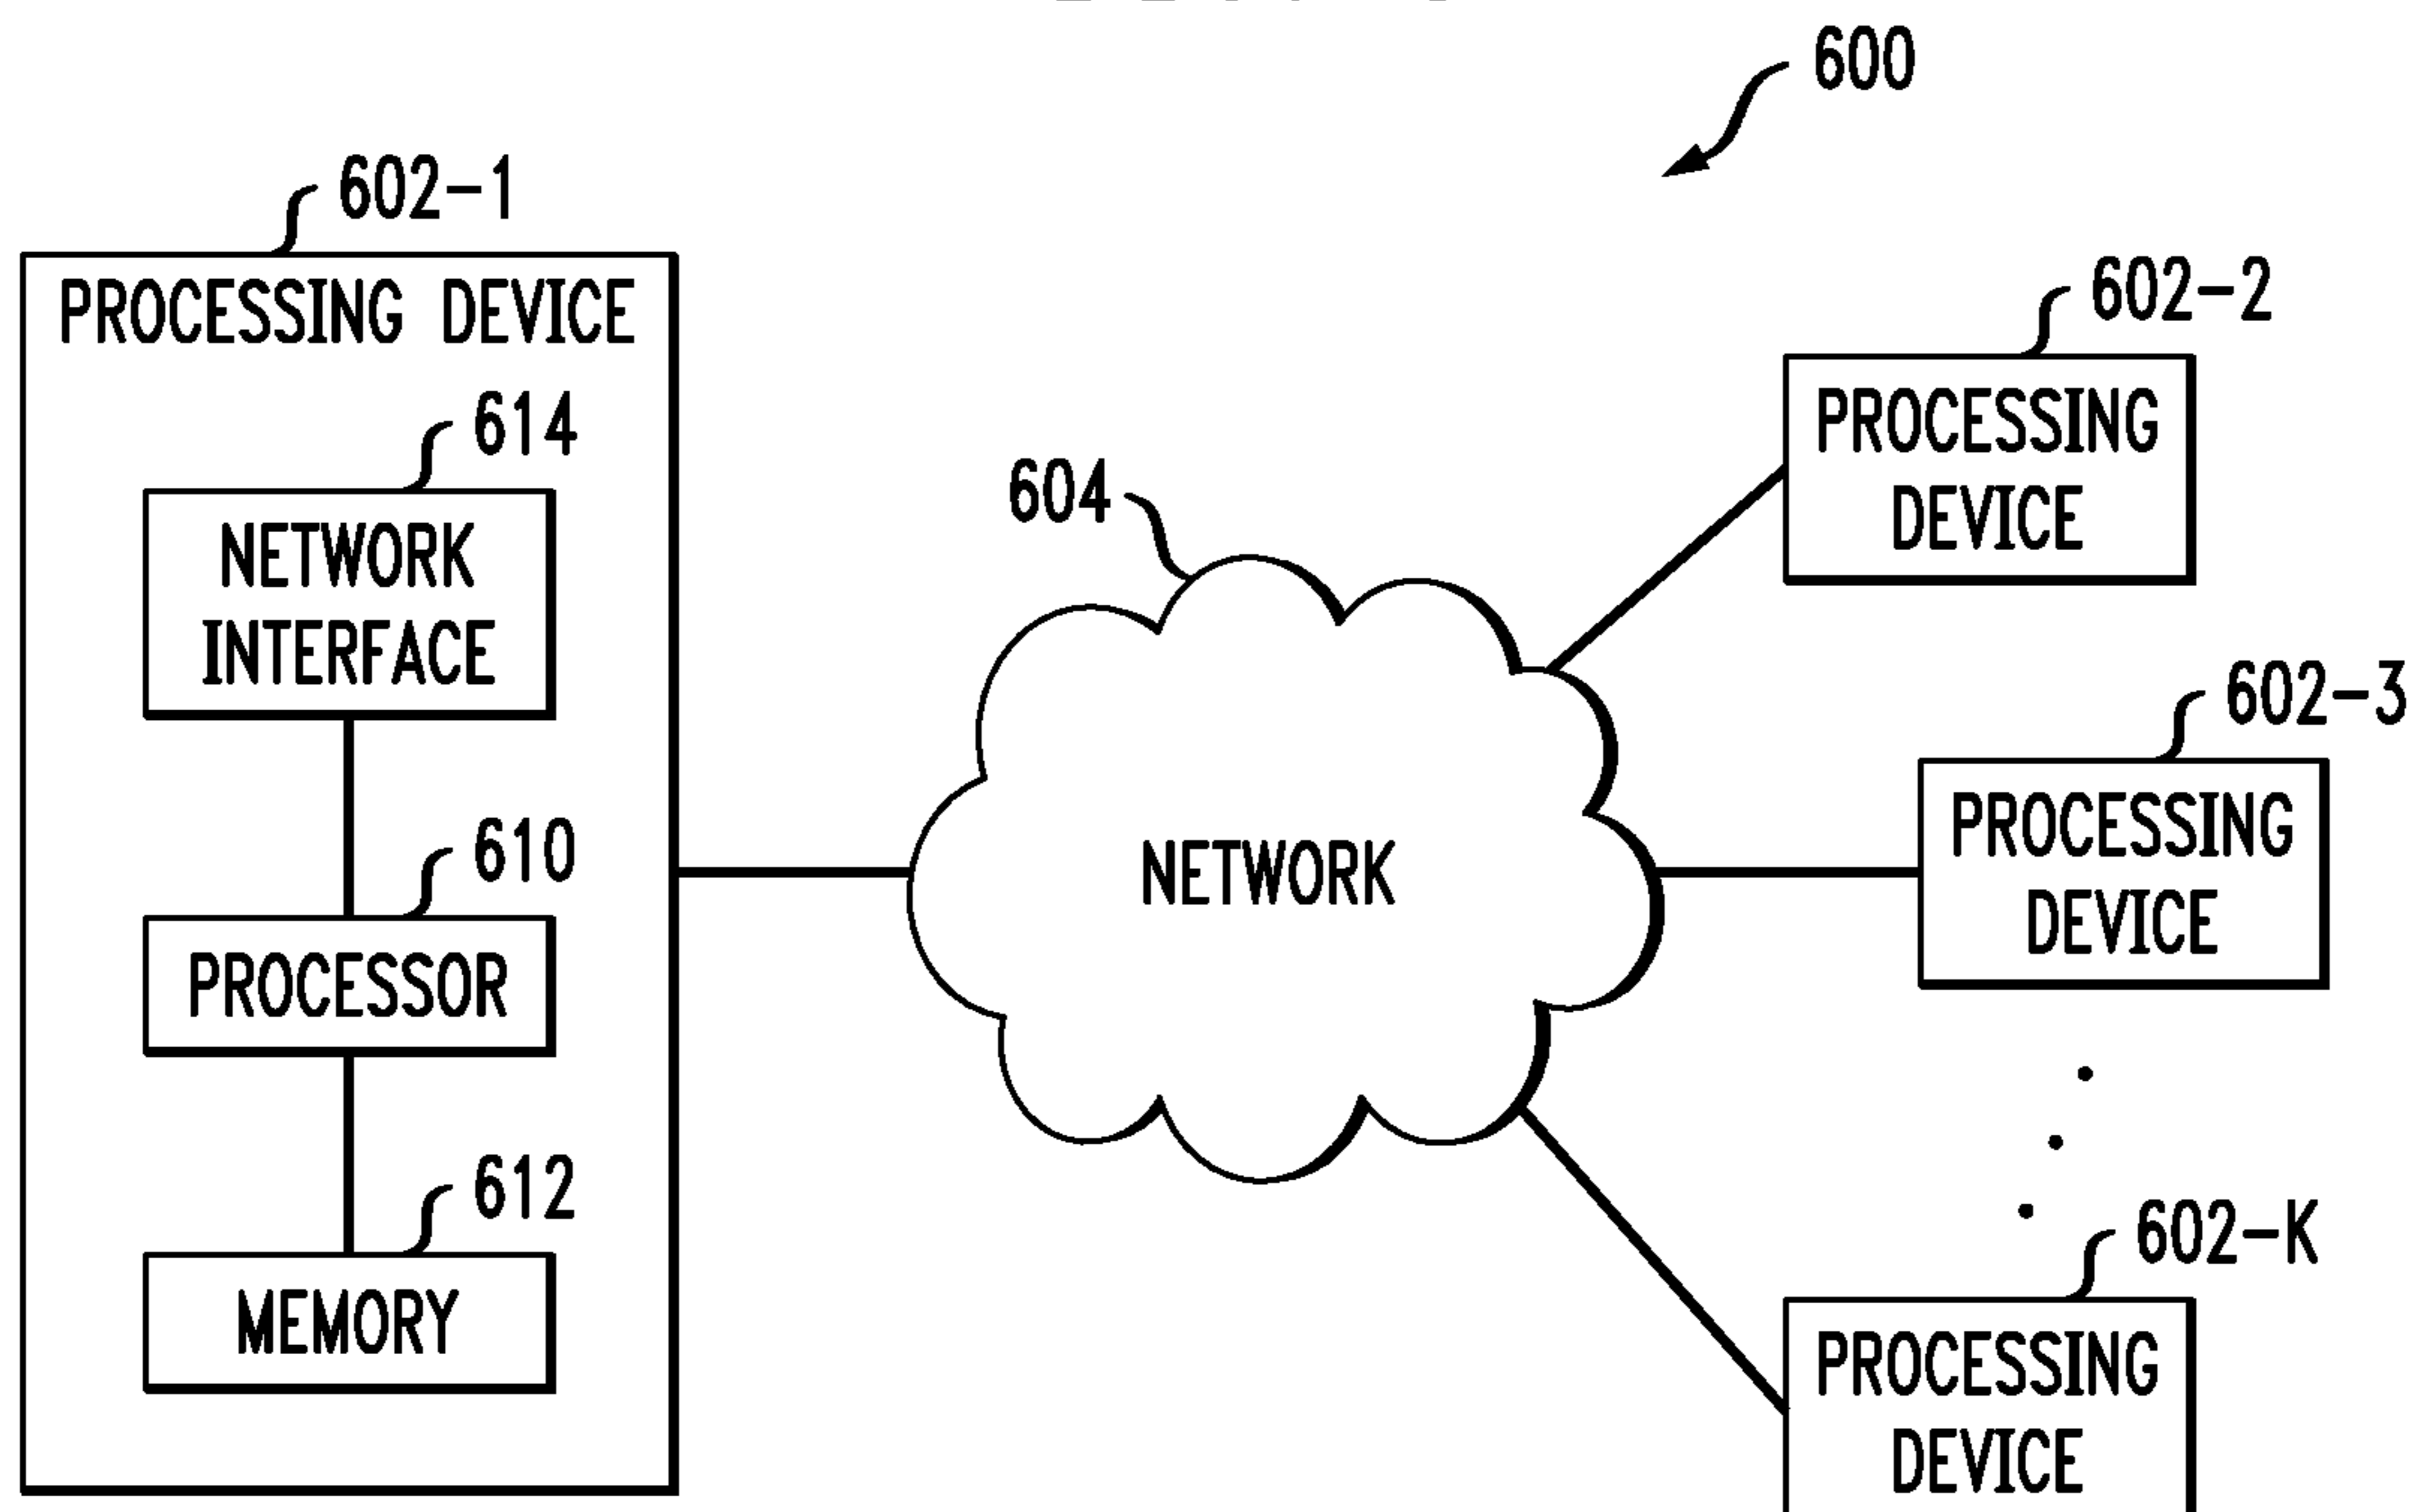 600
602-1
PROCESSING DEVICE
614
NETWORK
INTERFACE
610
PROCESSOR
612
MEMORY
604
NETWORK
602-2
PROCESSING
DEVICE
602-3
PROCESSING
DEVICE
602-K
PROCESSING
DEVICE